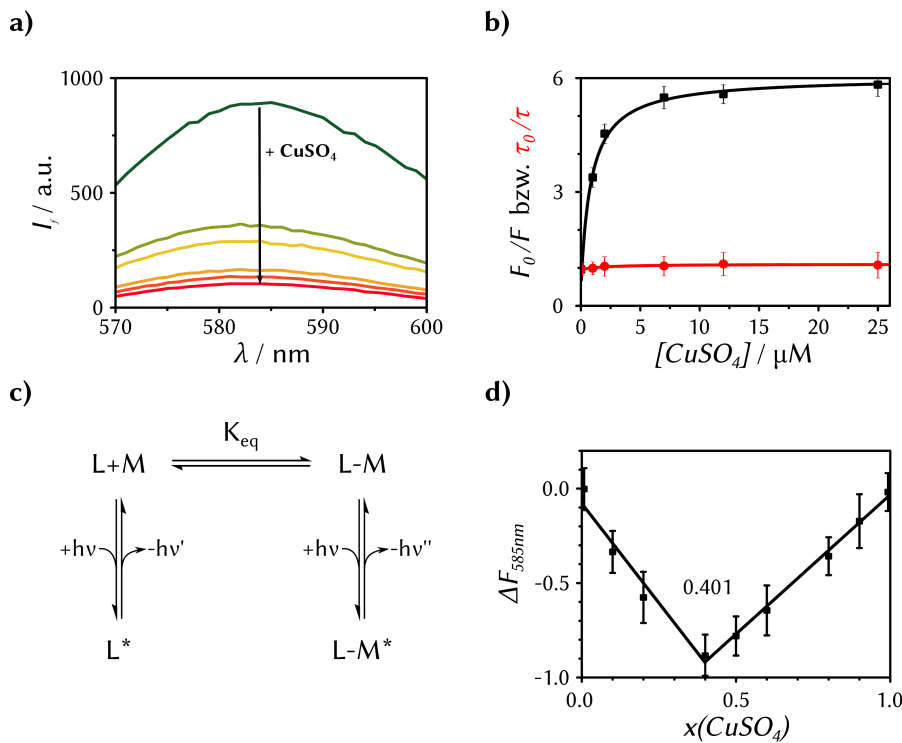 a)
1000
500
0
I_f / a.u.
+ CuSO₄
570
580
590
600
λ / nm
b)
6
3
0
F₀/F bzw. τ₀/τ
0
5
10
15
20
25
[CuSO₄] / μM
c)
K_eq
L+M
L-M
+hν
-hν'
+hν
-hν''
L*
L-M*
d)
0.0
-0.5
-1.0
ΔF₅₈₅ₙₘ
0.401
0.0
0.5
1.0
x(CuSO₄)